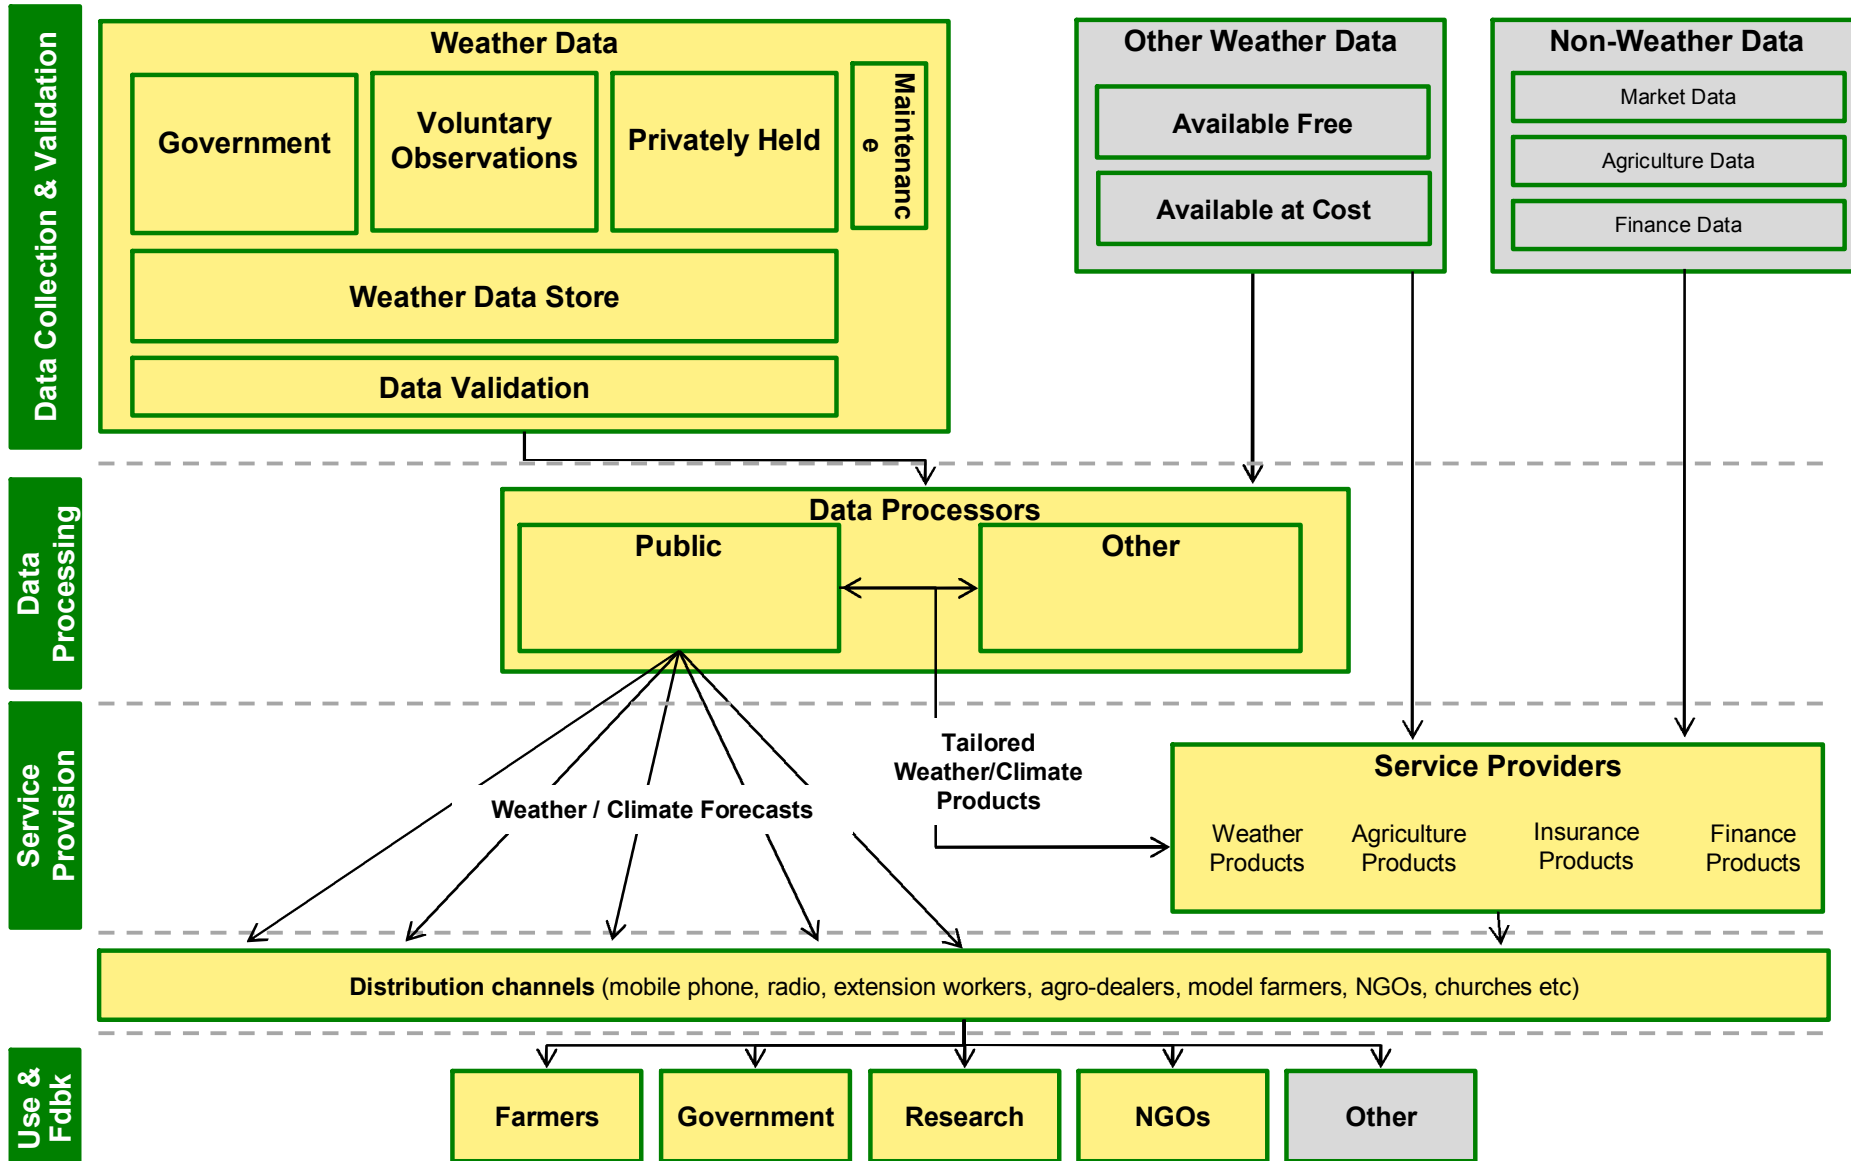 Data Collection & Validation
Weather Data
Government
Voluntary
Observations
Privately Held
Maintenanc
e
Weather Data Store
Data Validation
Other Weather Data
Available Free
Available at Cost
Non-Weather Data
Market Data
Agriculture Data
Finance Data
Data
Processing
Data Processors
Public
Other
Service
Provision
Weather / Climate Forecasts
Tailored
Weather/Climate
Products
Service Providers
Weather
Products
Agriculture
Products
Insurance
Products
Finance
Products
Distribution channels (mobile phone, radio, extension workers, agro-dealers, model farmers, NGOs, churches etc)
Use &
Fdbk
Farmers
Government
Research
NGOs
Other